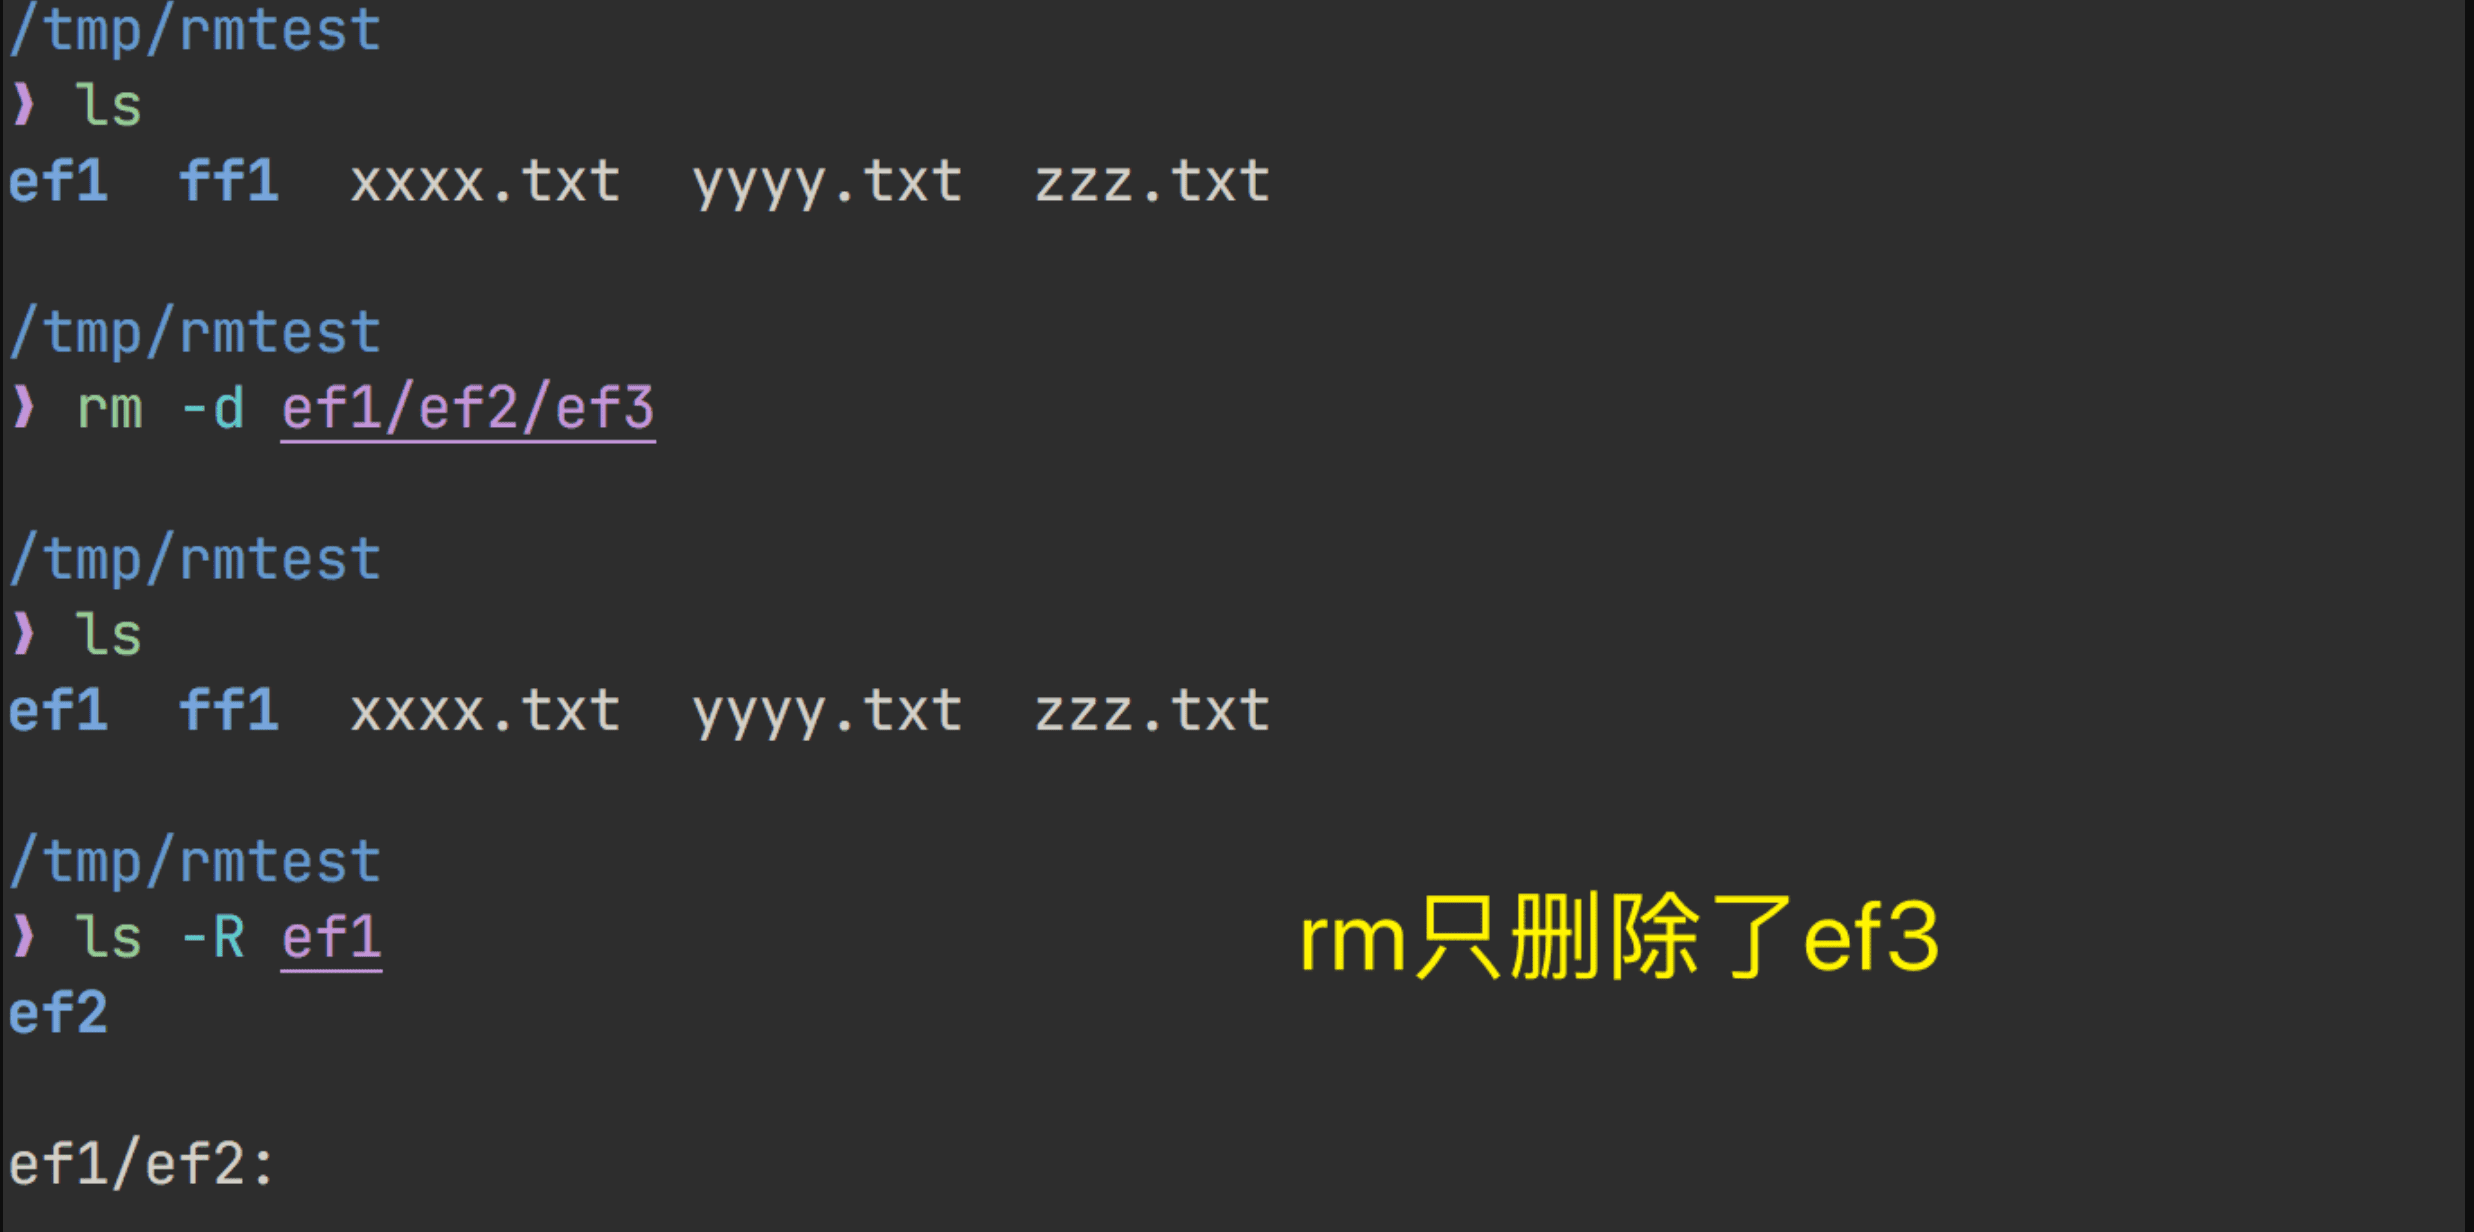 /tmp/rmtest
❯ ls
ef1 ff1 xxxx.txt yyyy.txt zzz.txt
/tmp/rmtest
❯ rm -d ef1/ef2/ef3
/tmp/rmtest
❯ ls
ef1 ff1 xxxx.txt yyyy.txt zzz.txt
/tmp/rmtest
❯ ls -R ef1
rm只删除了ef3
ef2
ef1/ef2: